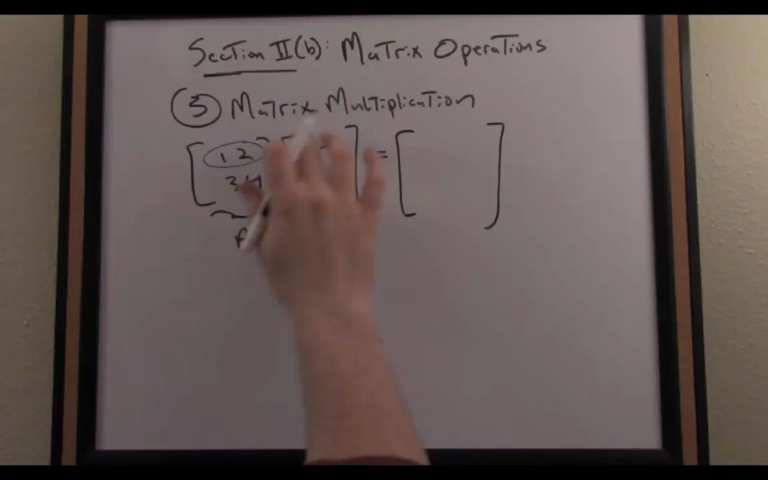 Section II(b): Matrix Operations
5 Matrix Multiplication
[ 1 2 ] =[ ]
3 4